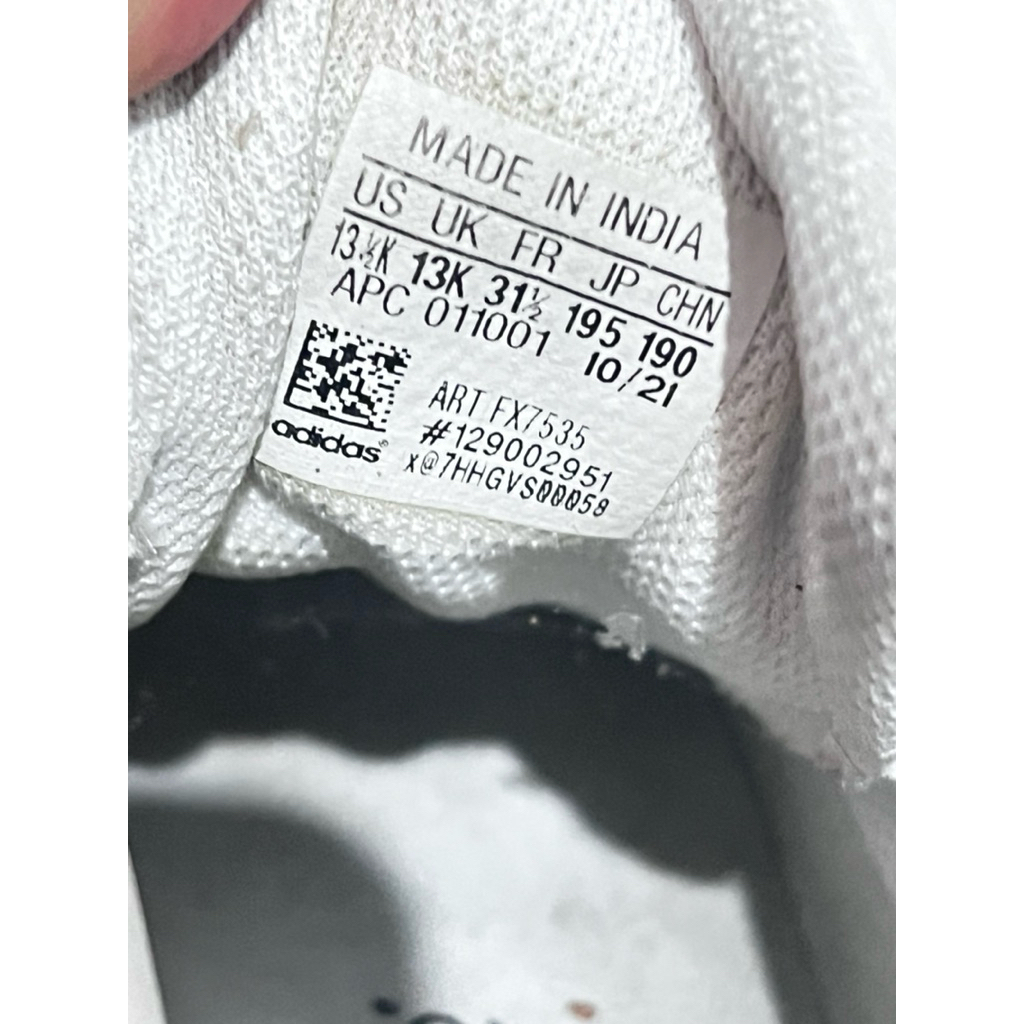 MADE IN INDIA
US UK FR JP CHN
13½K 13K 31½ 195 190
APC 011001 10/21
ART FX7535
#129002951
x@7HHGVS00058
adidas®